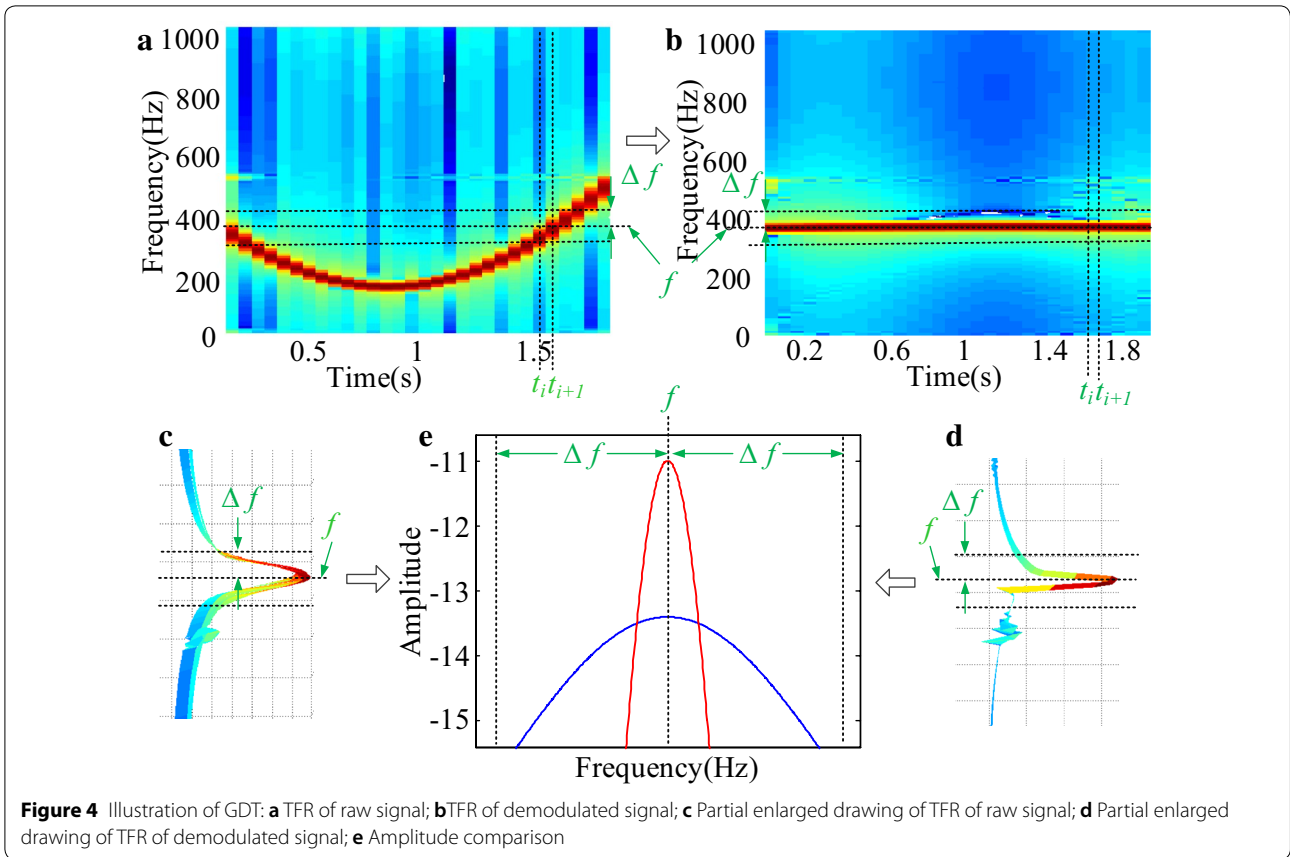 a
1000
800
600
400
200
0
Frequency(Hz)
0.5
1
1.5
Time(s)
t_i t_{i+1}
Δ f
f
b
1000
800
600
400
200
0
Frequency(Hz)
Δ f
0.2
0.6
1
1.4
1.8
Time(s)
t_i t_{i+1}
c
Δ f
f
e
f
Δ f
Δ f
-11
-12
-13
-14
-15
Amplitude
Frequency(Hz)
d
Δ f
f
Figure 4 Illustration of GDT: a TFR of raw signal; bTFR of demodulated signal; c Partial enlarged drawing of TFR of raw signal; d Partial enlarged
drawing of TFR of demodulated signal; e Amplitude comparison